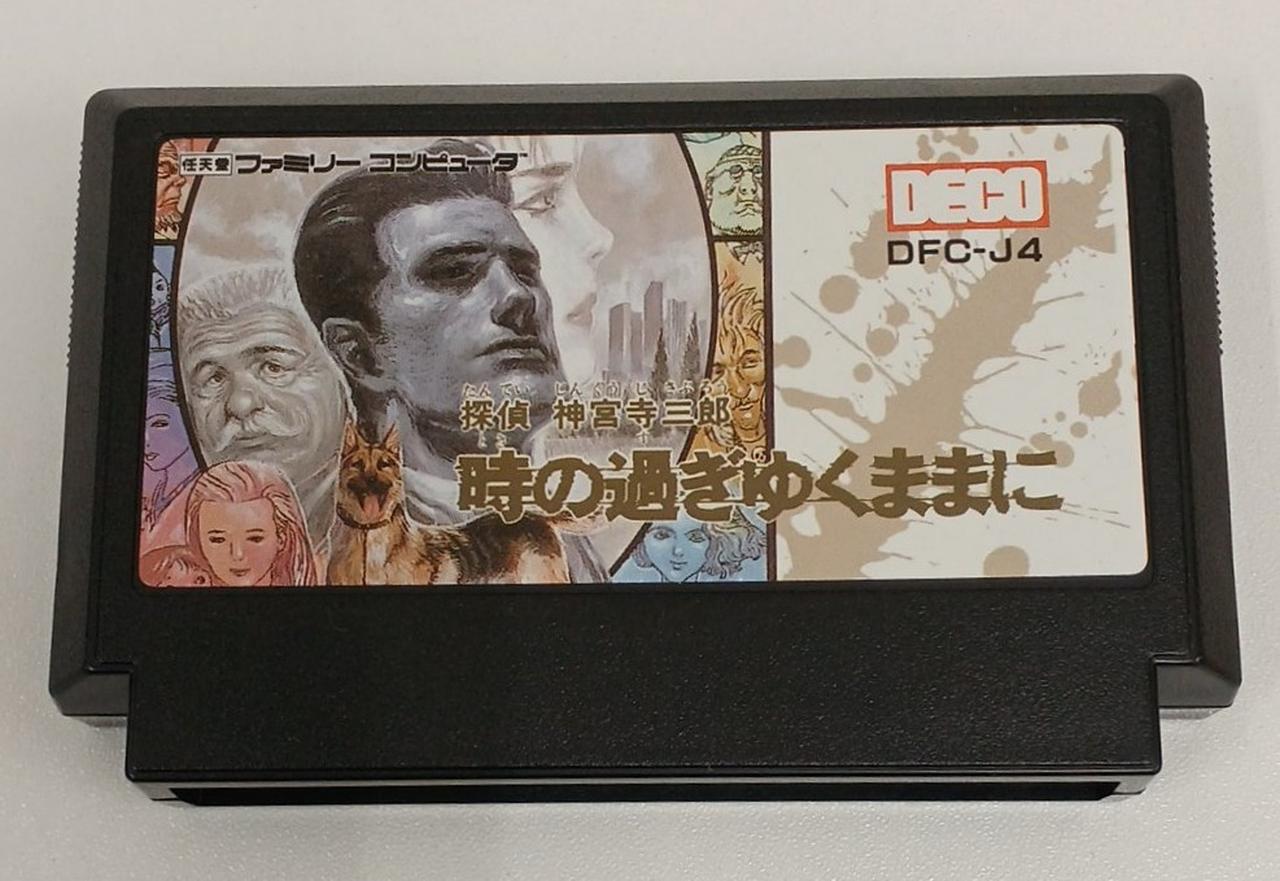 任天堂 ファミリー コンピュータ™
DECO
DFC-J4
たんてい じんぐうじ さぶろう
探偵 神宮寺三郎
とき す
時の過ぎゆくままに